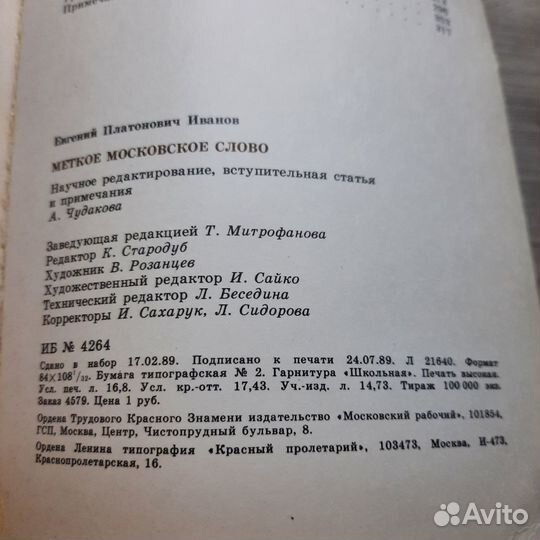 Примеча
317
Евгений Платонович Иванов
МЕТКОЕ МОСКОВСКОЕ СЛОВО
Научное редактирование, вступительная статья
и примечания
А. Чудакова
Заведующая редакцией Т. Митрофанова
Редактор К. Стародуб
Художник В. Розанцев
Художественный редактор И. Сайко
Технический редактор Л. Беседина
Корректоры И. Сахарук, Л. Сидорова
ИБ № 4264
Сдано в набор 17.02.89. Подписано к печати 24.07.89. Л 21640. Формат
84×108¹/₃₂. Бумага типографская № 2. Гарнитура «Школьная». Печать высокая.
Усл. печ. л. 16,8. Усл. кр.-отт. 17,43. Уч.-изд. л. 14,73. Тираж 100 000 экз.
Заказ 4579. Цена 1 руб.
Ордена Трудового Красного Знамени издательство «Московский рабочий», 101854,
ГСП, Москва, Центр, Чистопрудный бульвар, 8.
Ордена Ленина типография «Красный пролетарий», 103473, Москва, И-473,
Краснопролетарская, 16.
Avito